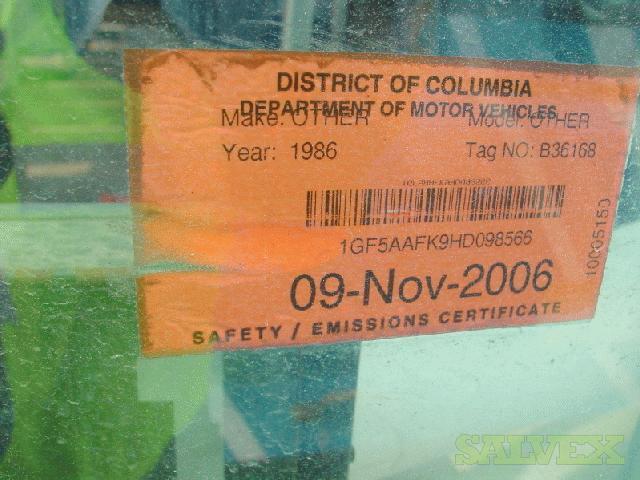 DISTRICT OF COLUMBIA
DEPARTMENT OF MOTOR VEHICLES
Make: OTHER Model: OTHER
Year: 1986 Tag NO: B36168
1GF5AAFK9HD098566
10005150
09-Nov-2006
SAFETY / EMISSIONS CERTIFICATE
SALVEX